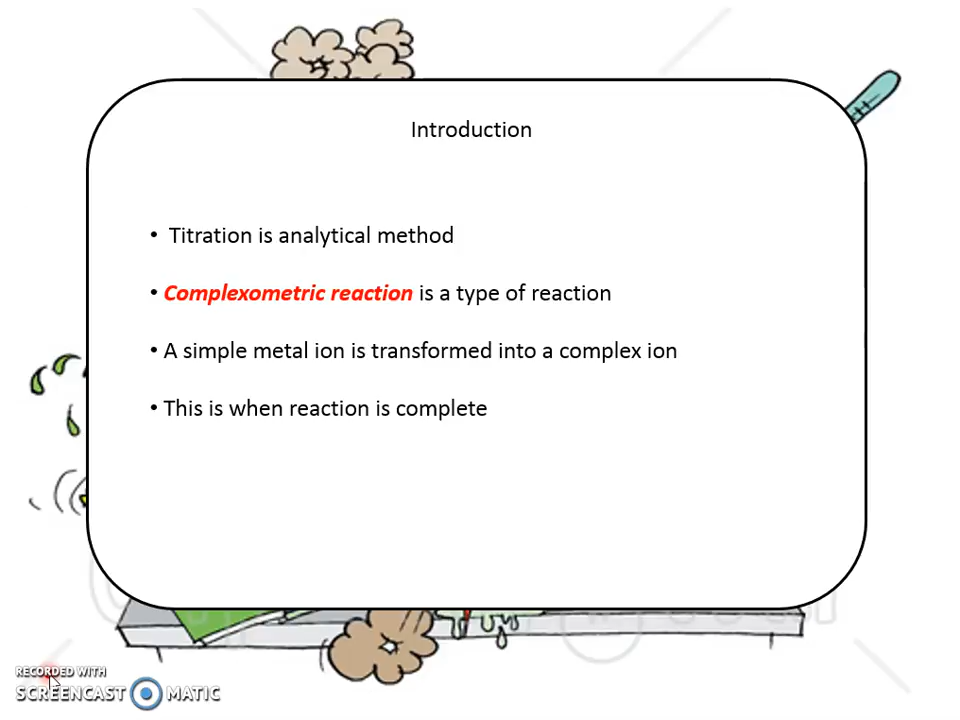 Introduction
• Titration is analytical method
• Complexometric reaction is a type of reaction
• A simple metal ion is transformed into a complex ion
• This is when reaction is complete
RECORDED WITH
SCREENCAST MATIC